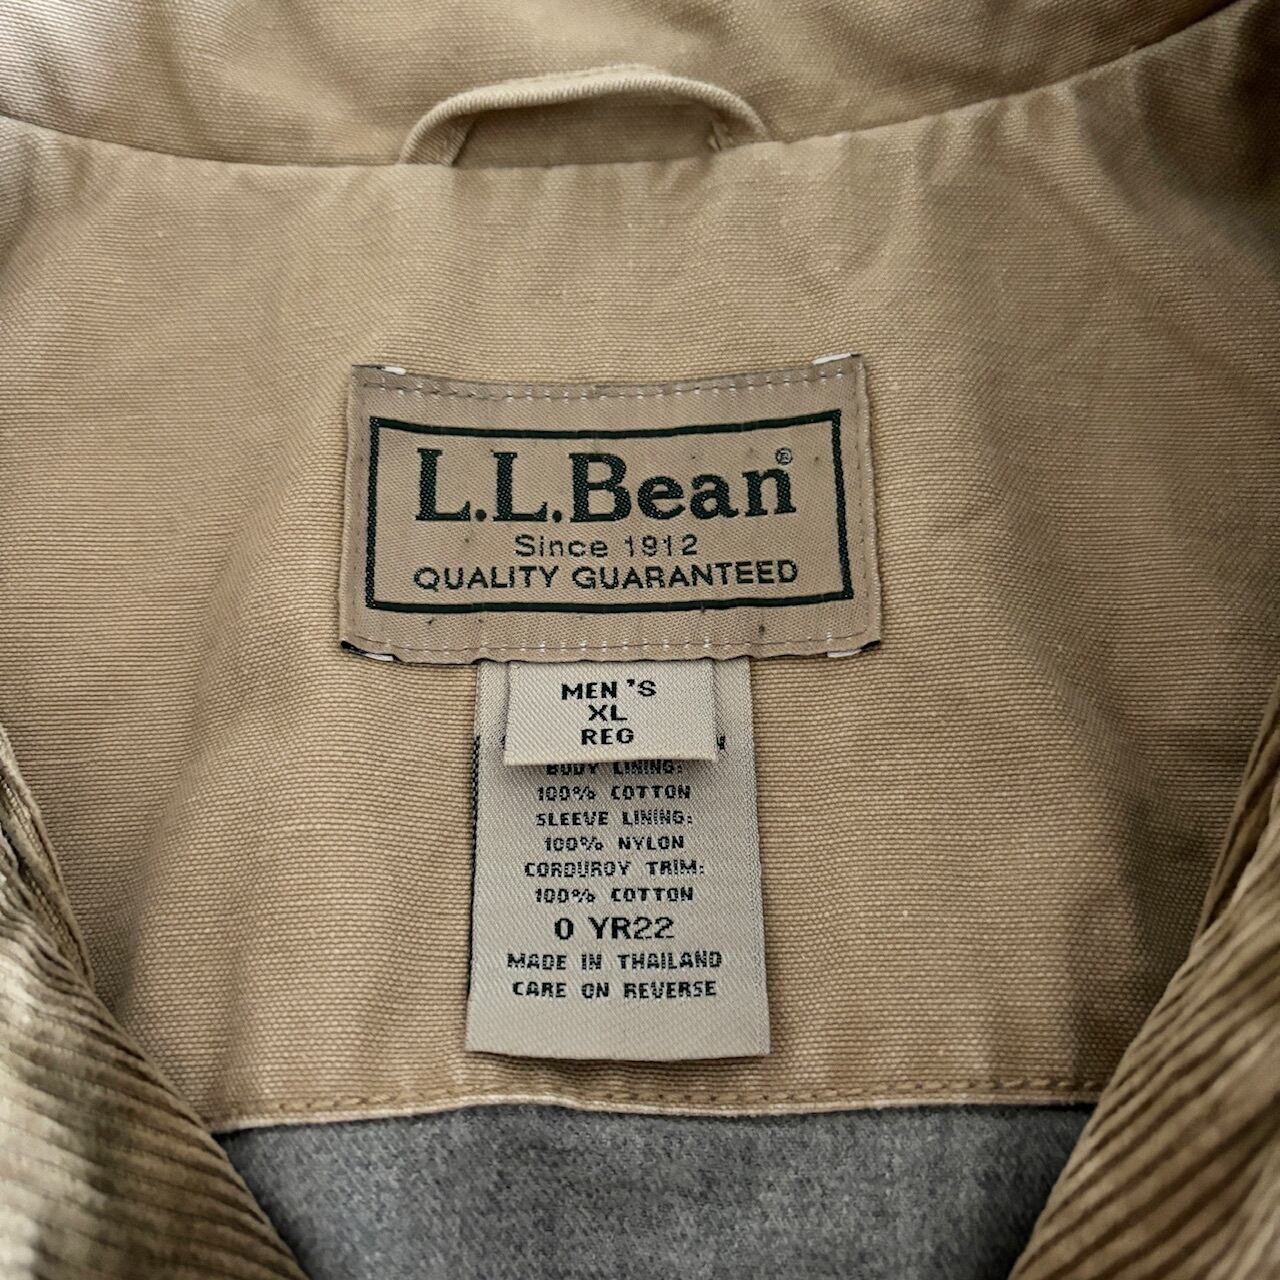 L.L.Bean®
Since 1912
QUALITY GUARANTEED
MEN'S
XL
REG
BODY LINING:
100% COTTON
SLEEVE LINING:
100% NYLON
CORDUROY TRIM:
100% COTTON
0 YR22
MADE IN THAILAND
CARE ON REVERSE